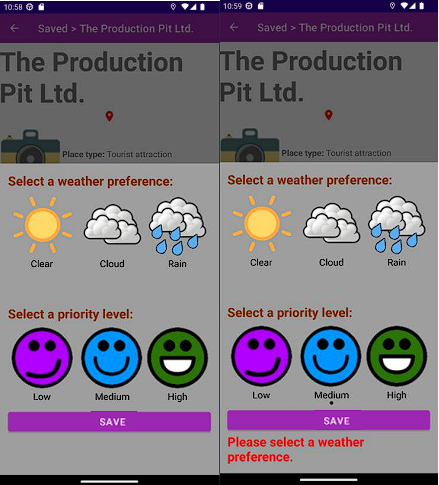 10:58
Saved > The Production Pit Ltd.
The Production
Pit Ltd.
Place type: Tourist attraction
Select a weather preference:
Clear Cloud Rain
Select a priority level:
Low Medium High
SAVE
10:59
Saved > The Production Pit Ltd.
The Production
Pit Ltd.
Place type: Tourist attraction
Select a weather preference:
Clear Cloud Rain
Select a priority level:
Low Medium High
SAVE
Please select a weather
preference.